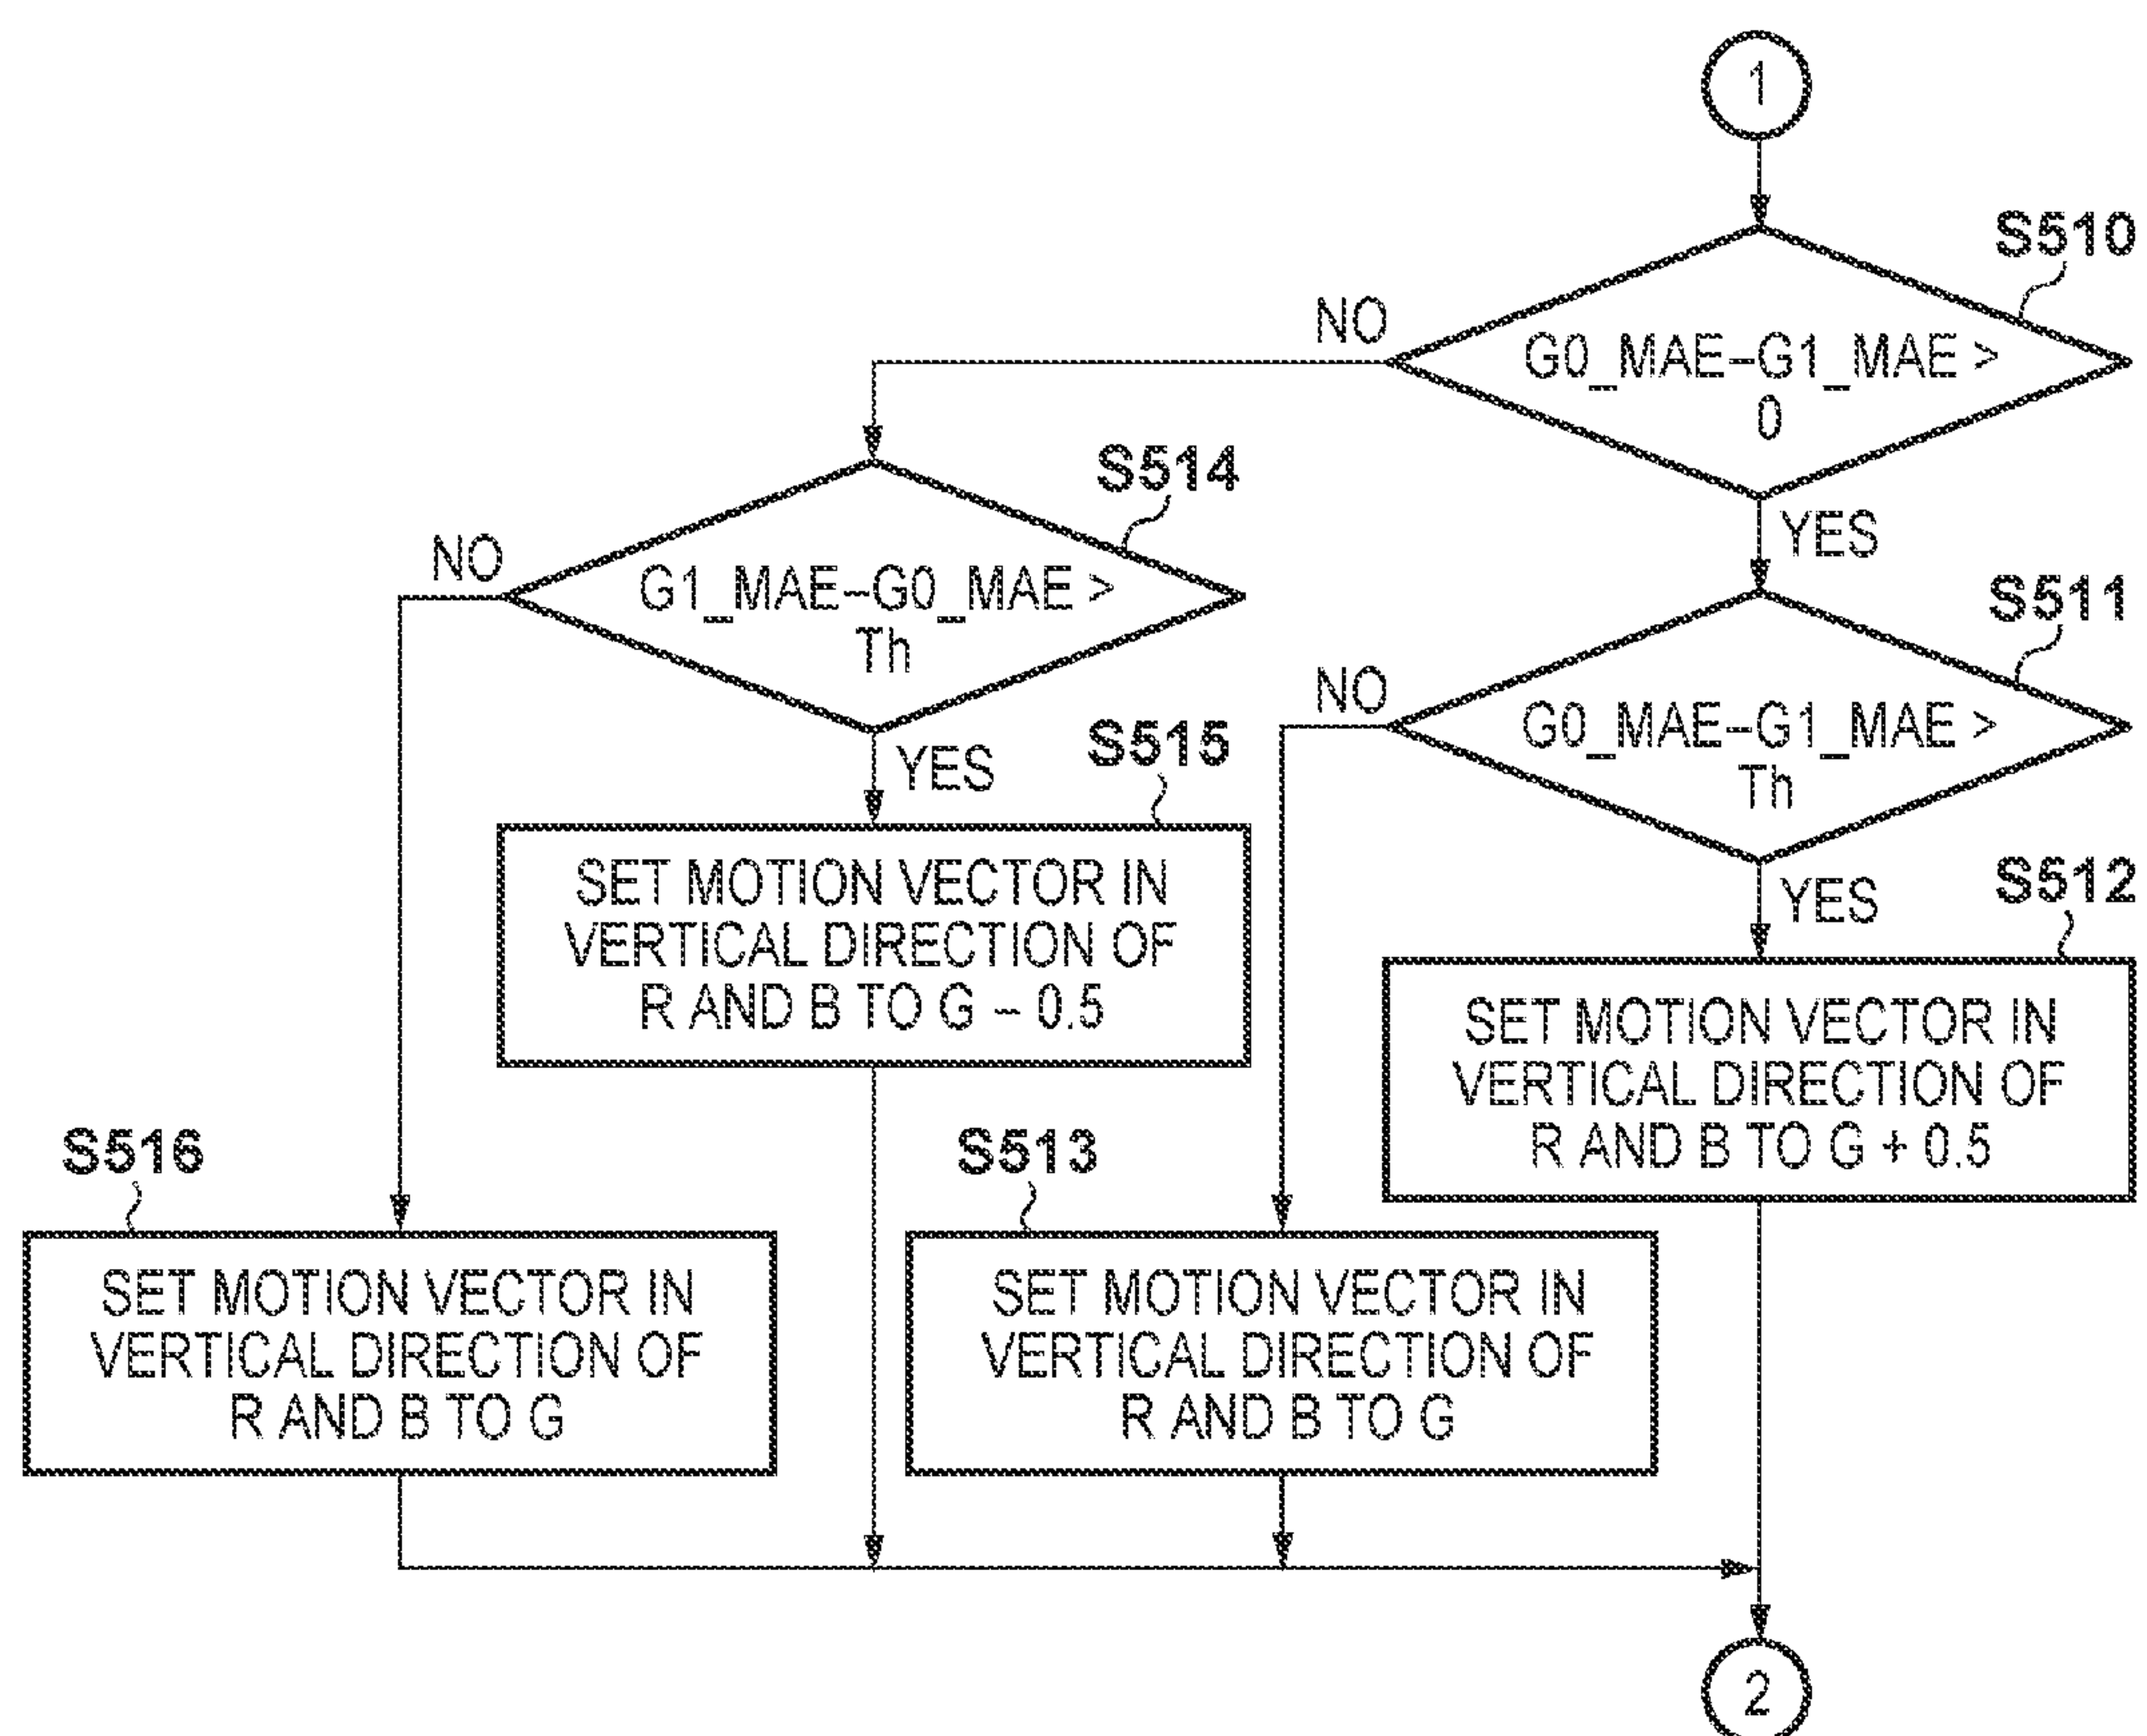 1
S510
NO
G0_MAE–G1_MAE >
0
YES
S514
NO
G1_MAE–G0_MAE >
Th
YES
S511
NO
G0_MAE–G1_MAE >
Th
YES
S515
SET MOTION VECTOR IN
VERTICAL DIRECTION OF
R AND B TO G – 0.5
S512
SET MOTION VECTOR IN
VERTICAL DIRECTION OF
R AND B TO G + 0.5
S516
SET MOTION VECTOR IN
VERTICAL DIRECTION OF
R AND B TO G
S513
SET MOTION VECTOR IN
VERTICAL DIRECTION OF
R AND B TO G
2